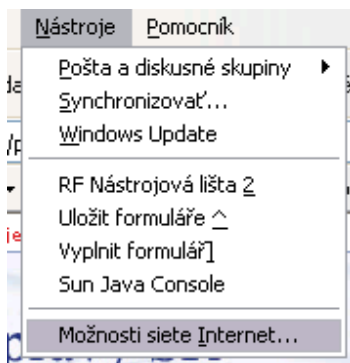 Nástroje Pomocník
Pošta a diskusné skupiny
Synchronizovať...
Windows Update
RF Nástrojová lišta 2
Uložit formuláře ^
Vyplnit formulář]
Sun Java Console
Možnosti siete Internet...